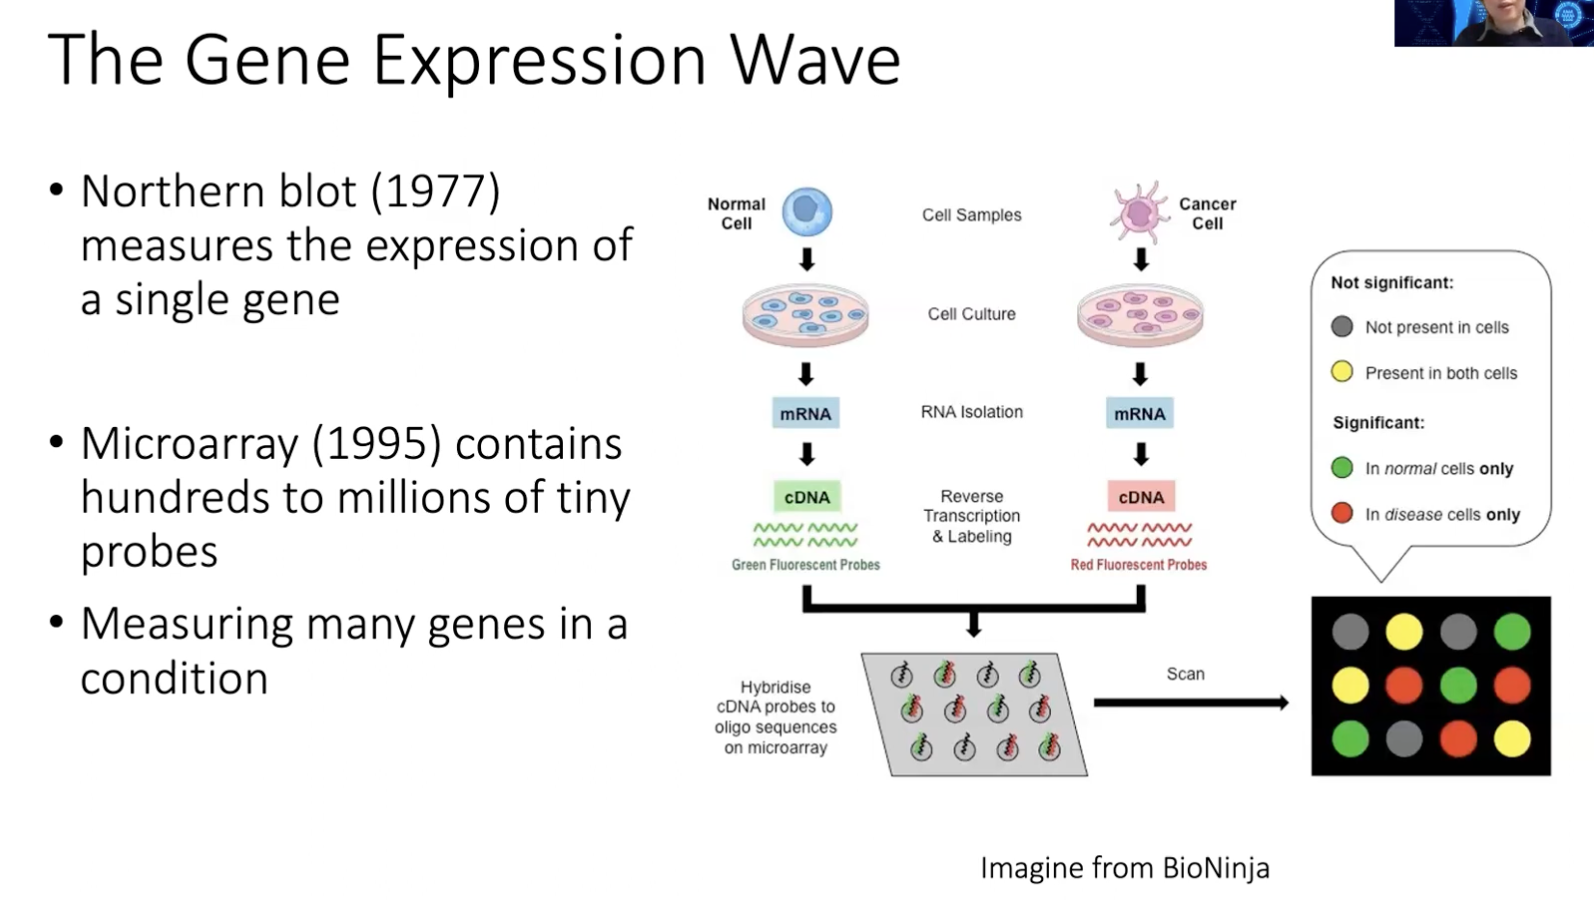 The Gene Expression Wave
• Northern blot (1977)
measures the expression of
a single gene
• Microarray (1995) contains
hundreds to millions of tiny
probes
• Measuring many genes in a
condition
Normal
Cell
Cell Samples
Cancer
Cell
Cell Culture
mRNA
RNA Isolation
mRNA
cDNA
Reverse
Transcription
& Labeling
cDNA
Green Fluorescent Probes
Red Fluorescent Probes
Hybridise
cDNA probes to
oligo sequences
on microarray
Scan
Not significant:
Not present in cells
Present in both cells
Significant:
In normal cells only
In disease cells only
Imagine from BioNinja